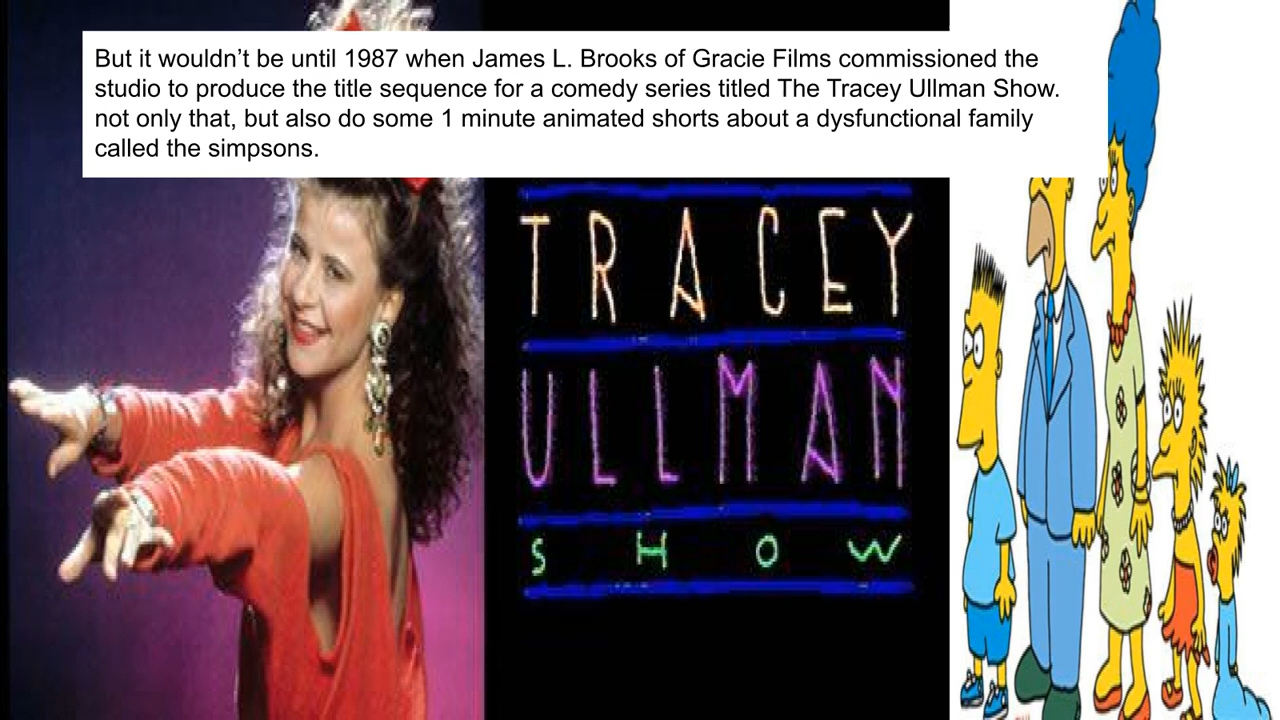 But it wouldn’t be until 1987 when James L. Brooks of Gracie Films commissioned the
studio to produce the title sequence for a comedy series titled The Tracey Ullman Show.
not only that, but also do some 1 minute animated shorts about a dysfunctional family
called the simpsons.
TRACEY
ULLMAN
SHOW